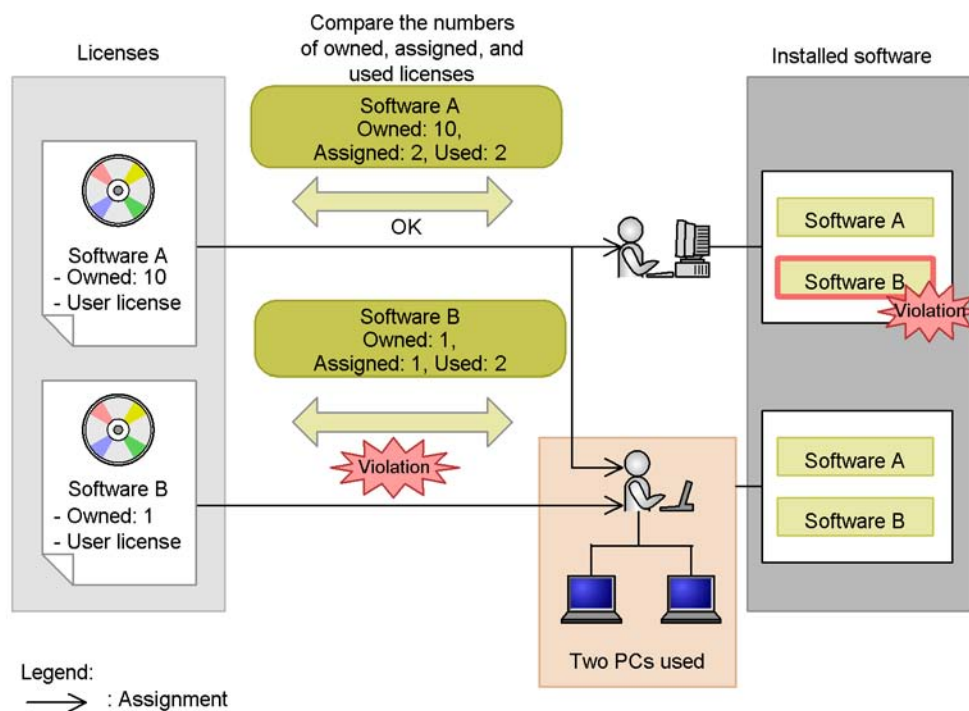 Compare the numbers
of owned, assigned, and
used licenses
Licenses
Installed software
Software A
Owned: 10,
Assigned: 2, Used: 2
OK
Software A
- Owned: 10
- User license
Software A
Software B
Violation
Software B
Owned: 1,
Assigned: 1, Used: 2
Violation
Software B
- Owned: 1
- User license
Software A
Software B
Two PCs used
Legend:
: Assignment